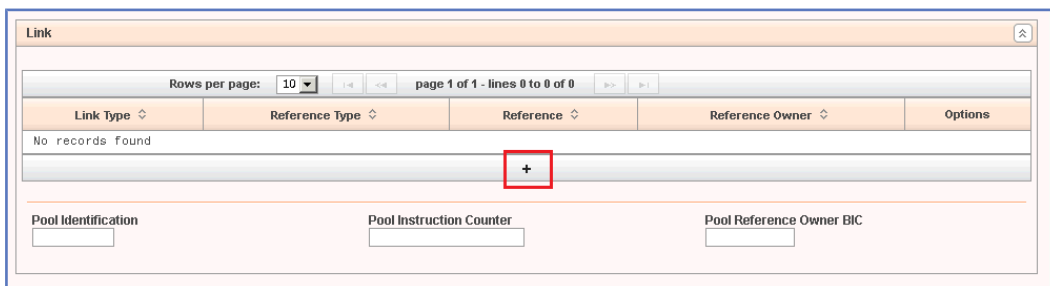 Link
Rows per page: 10 page 1 of 1 - lines 0 to 0 of 0
Link Type Reference Type Reference Reference Owner Options
No records found
+
Pool Identification Pool Instruction Counter Pool Reference Owner BIC